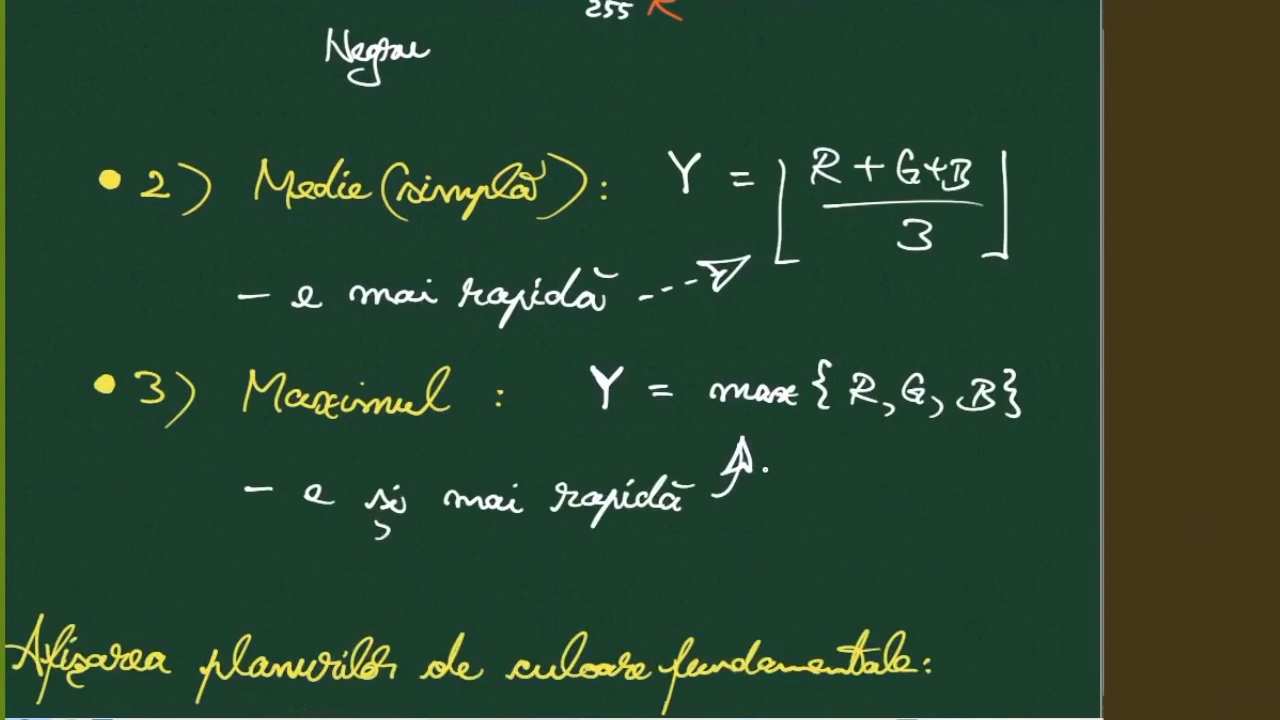 255 R
Negru
• 2) Medie (simplă): Y = ⌊(R + G + B) / 3⌋
– e mai rapidă
• 3) Maximul : Y = max { R, G, B }
– e și mai rapidă
Afișarea planurilor de culoare fundamentale: